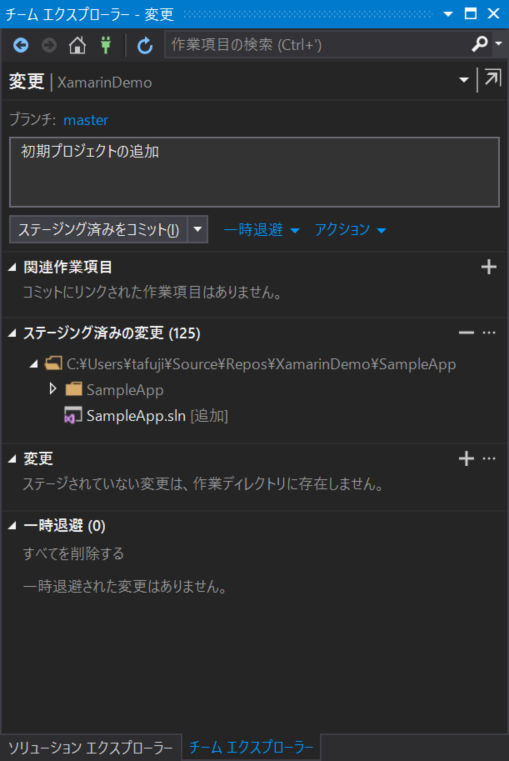 チーム エクスプローラー - 変更
作業項目の検索 (Ctrl+')
変更 | XamarinDemo
ブランチ: master
初期プロジェクトの追加
ステージング済みをコミット(I) 一時退避 アクション
関連作業項目
コミットにリンクされた作業項目はありません。
ステージング済みの変更 (125)
C:¥Users¥tafuji¥Source¥Repos¥XamarinDemo¥SampleApp
SampleApp
SampleApp.sln [追加]
変更
ステージされていない変更は、作業ディレクトリに存在しません。
一時退避 (0)
すべてを削除する
一時退避された変更はありません。
ソリューション エクスプローラー チーム エクスプローラー